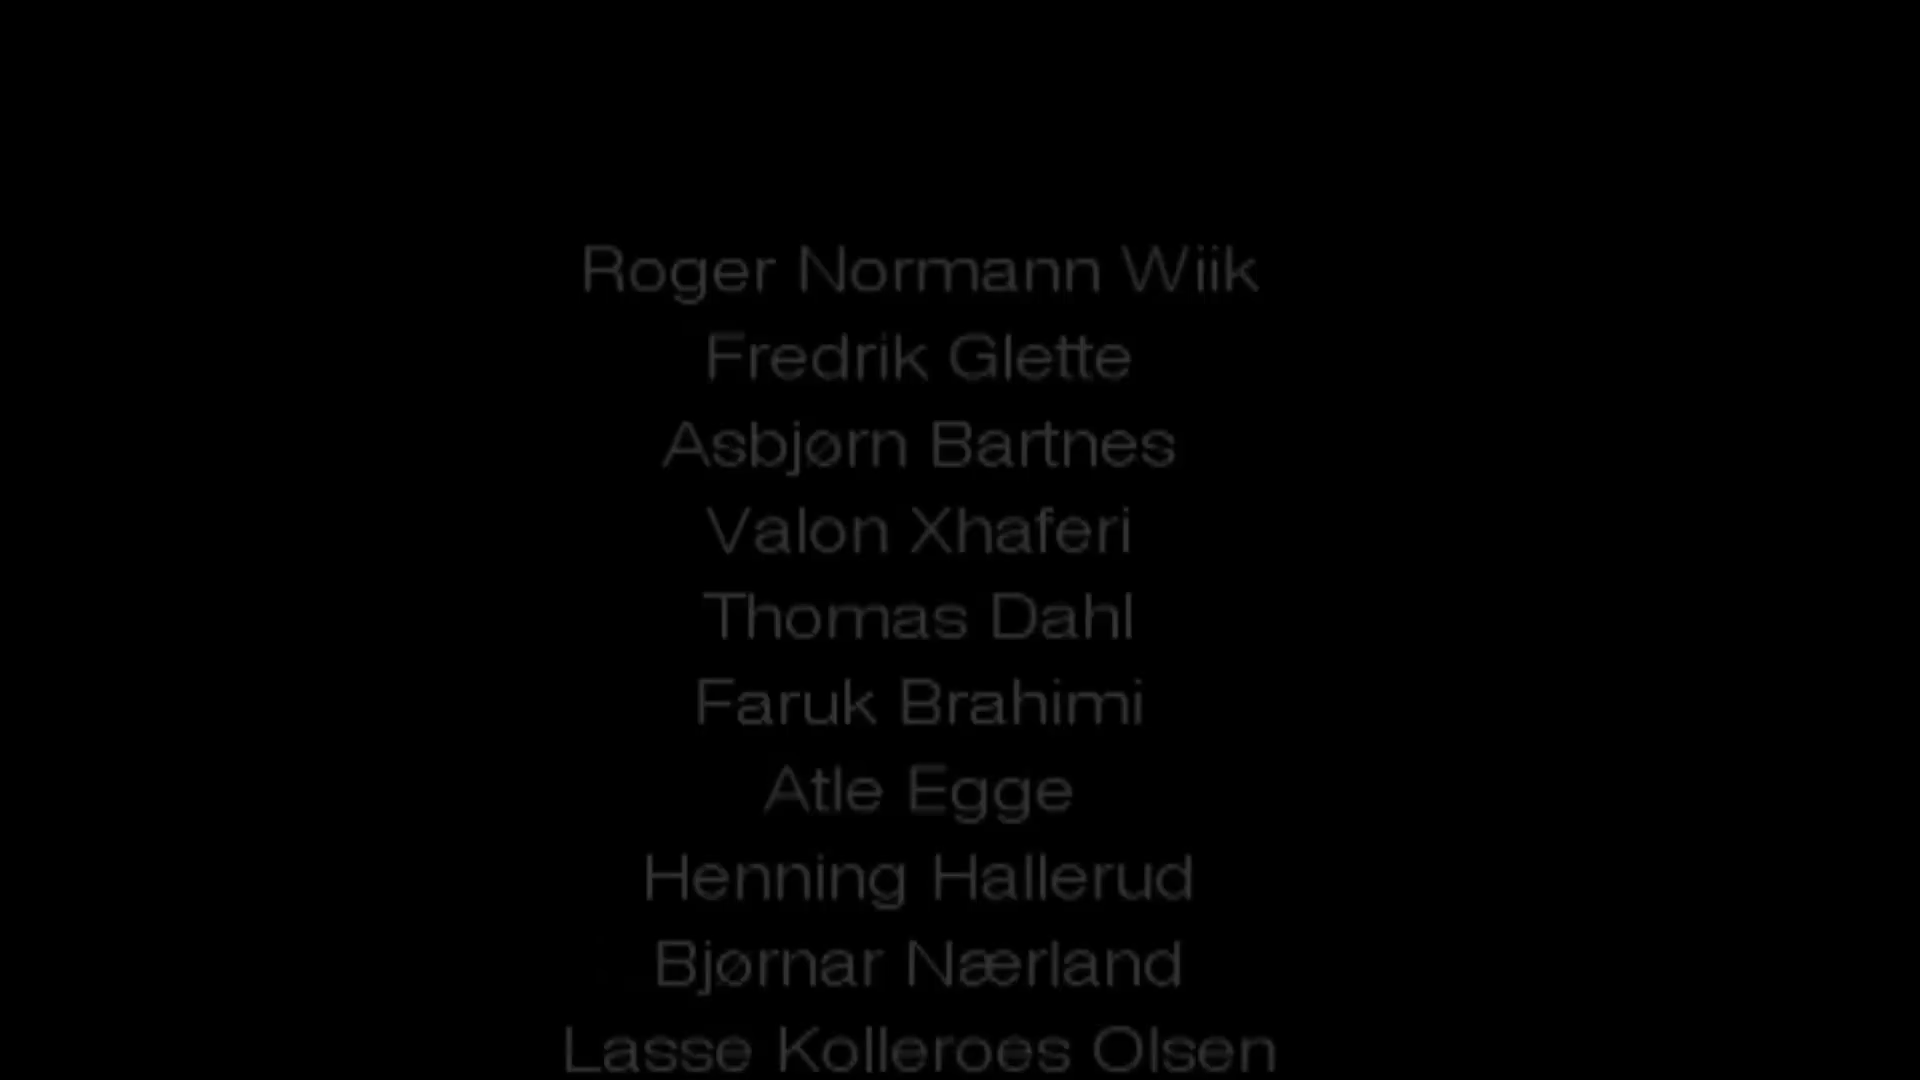 Roger Normann Wiik
Fredrik Glette
Asbjørn Bartnes
Valon Xhaferi
Thomas Dahl
Faruk Brahimi
Atle Egge
Henning Hallerud
Bjørnar Nærland
Lasse Kolleroes Olsen